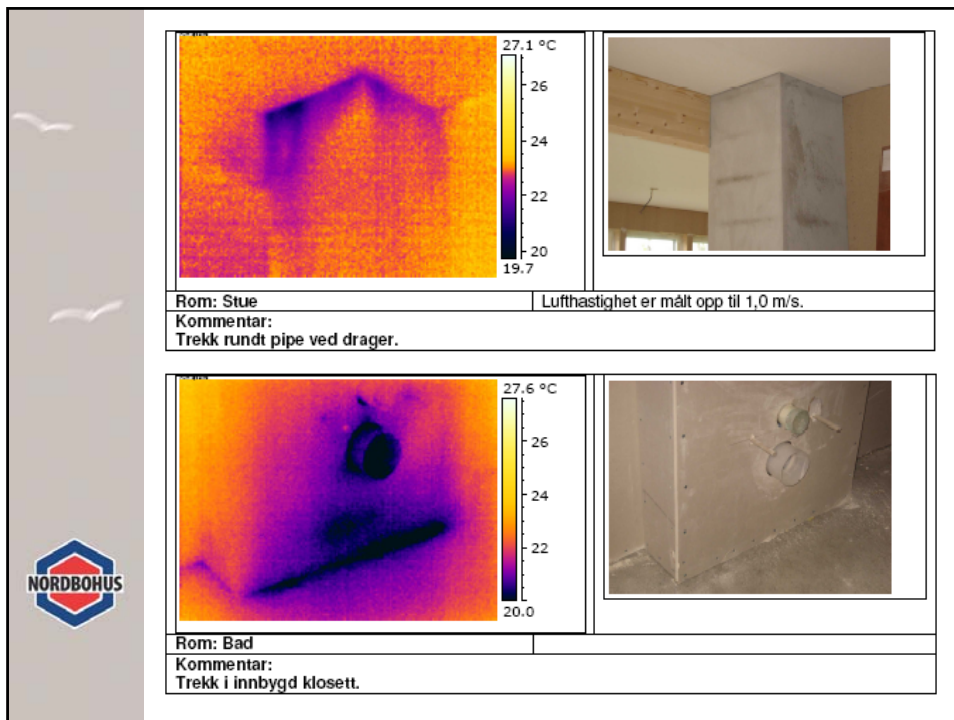 27.1 °C
26
24
22
20
19.7
Rom: Stue
Lufthastighet er målt opp til 1,0 m/s.
Kommentar:
Trekk rundt pipe ved drager.
27.6 °C
26
24
22
20.0
Rom: Bad
Kommentar:
Trekk i innbygd klosett.
NORDBOHUS